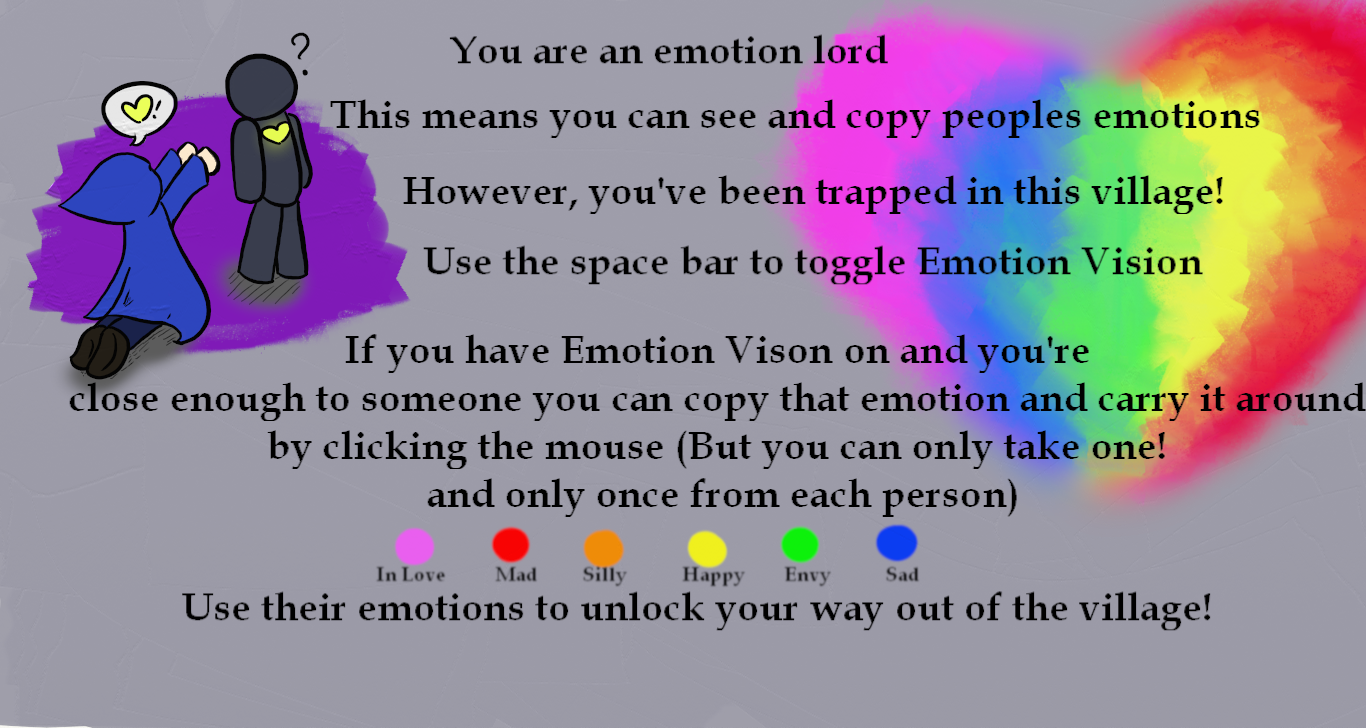 ?
!
You are an emotion lord
This means you can see and copy peoples emotions
However, you've been trapped in this village!
Use the space bar to toggle Emotion Vision
If you have Emotion Vison on and you're
close enough to someone you can copy that emotion and carry it around
by clicking the mouse (But you can only take one!
and only once from each person)
In Love Mad Silly Happy Envy Sad
Use their emotions to unlock your way out of the village!